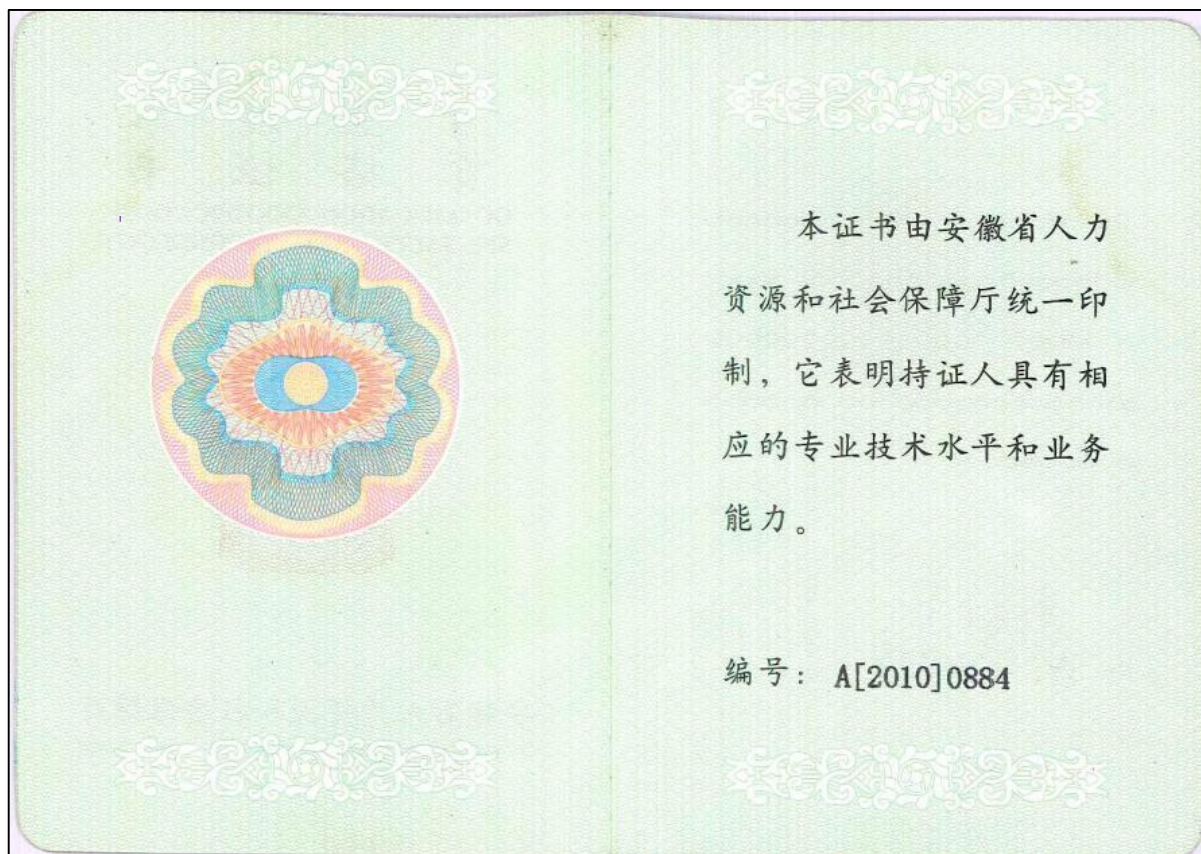 本证书由安徽省人力
资源和社会保障厅统一印
制，它表明持证人具有相
应的专业技术水平和业务
能力。
编号： A[2010]0884